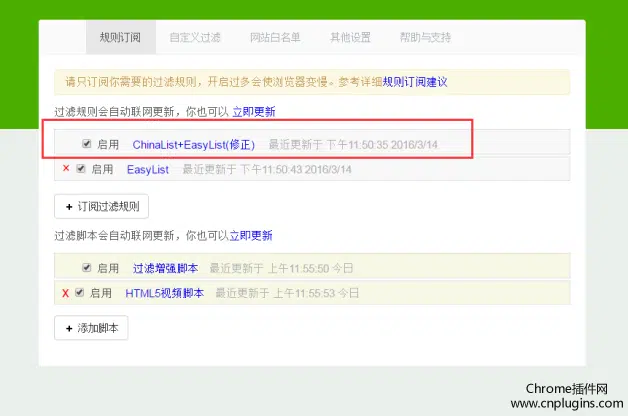 规则订阅 自定义过滤 网站白名单 其他设置 帮助与支持
请只订阅你需要的过滤规则，开启过多会使浏览器变慢。参考详细规则订阅建议
过滤规则会自动联网更新，你也可以 立即更新
启用 ChinaList+EasyList(修正) 最近更新于 下午11:50:35 2016/3/14
x 启用 EasyList 最近更新于 下午11:50:43 2016/3/14
+ 订阅过滤规则
过滤脚本会自动联网更新，你也可以立即更新
启用 过滤增强脚本 最近更新于 上午11:55:50 今日
X 启用 HTML5视频脚本 最近更新于 上午11:55:53 今日
+ 添加脚本
Chrome插件网
www.cnplugins.com